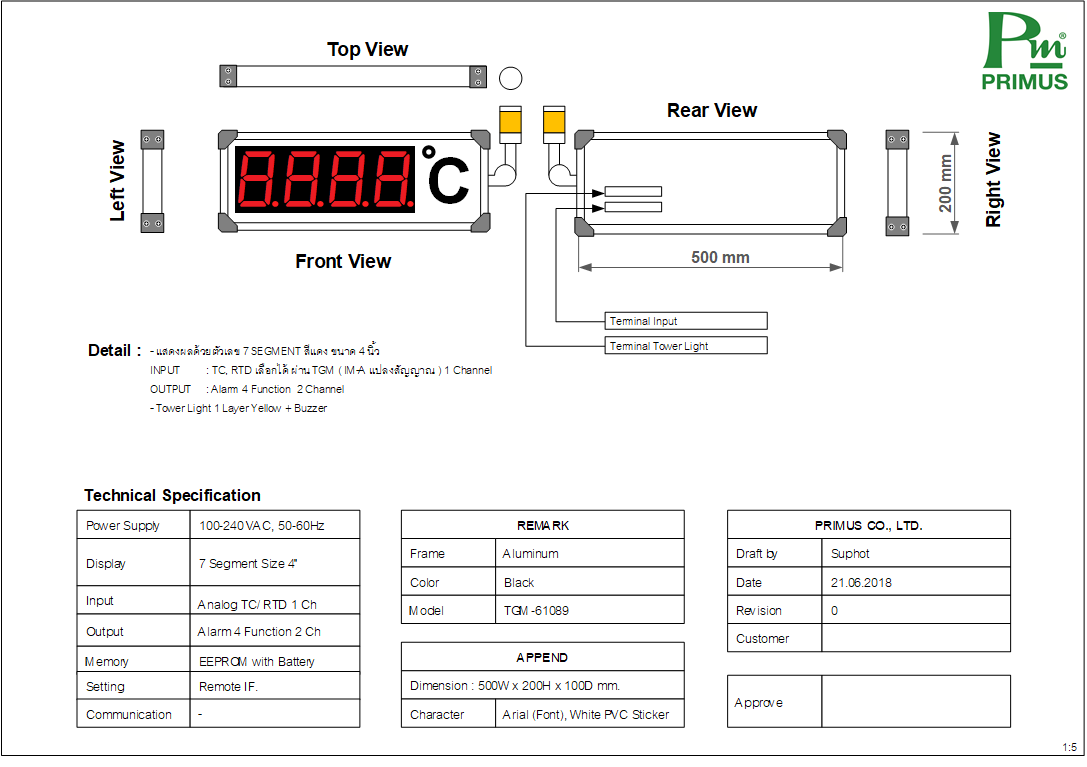 Pm®
PRIMUS
Top View
Rear View
Left View
8.8.8.8.
°C
200 mm
Right View
Front View
500 mm
Terminal Input
Terminal Tower Light
Detail : - แสดงผลด้วยตัวเลข 7 SEGMENT สีแดง ขนาด 4 นิ้ว
INPUT : TC, RTD เลือกได้ ผ่าน TGM ( IM-A แปลงสัญญาณ ) 1 Channel
OUTPUT : Alarm 4 Function 2 Channel
- Tower Light 1 Layer Yellow + Buzzer
Technical Specification
Power Supply 100-240 VAC, 50-60Hz
Display 7 Segment Size 4"
Input Analog TC/ RTD 1 Ch
Output Alarm 4 Function 2 Ch
Memory EEPROM with Battery
Setting Remote IF.
Communication -
REMARK
Frame Aluminum
Color Black
Model TGM-61089
APPEND
Dimension : 500W x 200H x 100D mm.
Character Arial (Font), White PVC Sticker
PRIMUS CO., LTD.
Draft by Suphot
Date 21.06.2018
Revision 0
Customer
Approve
1:5